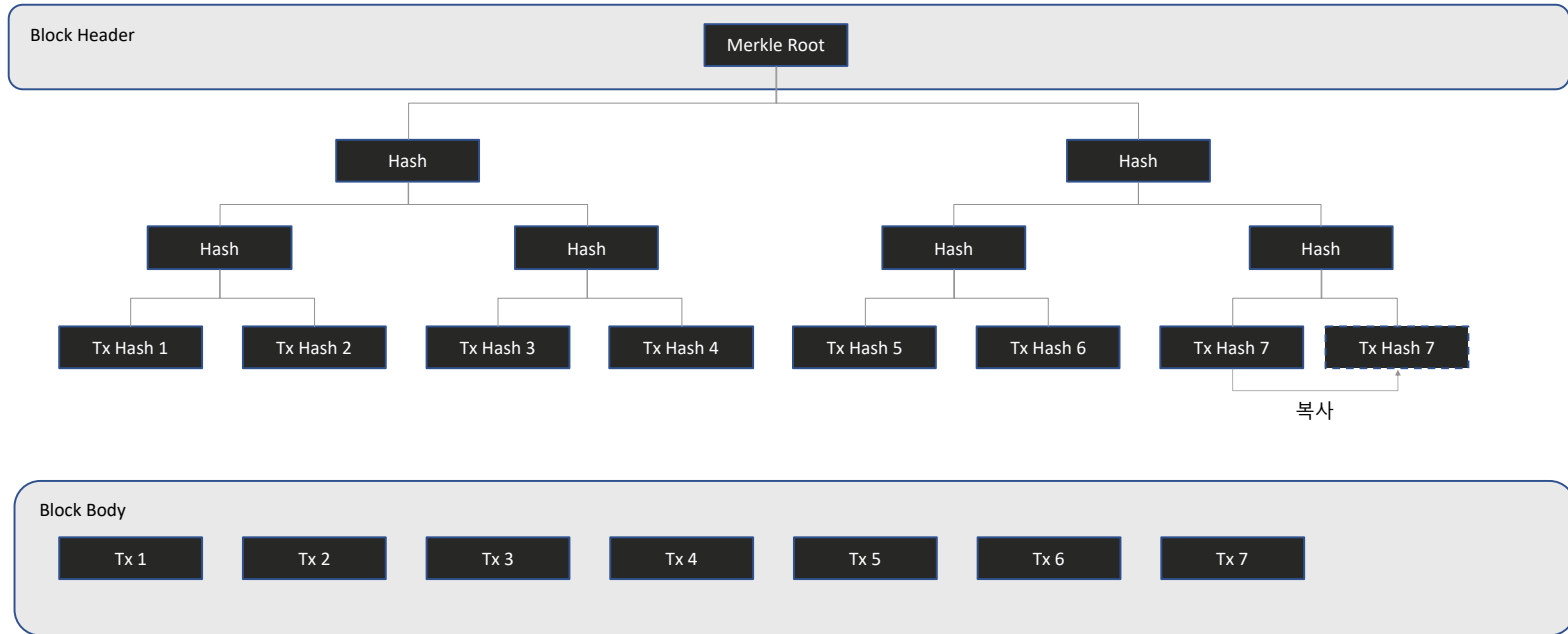 Block Header
Merkle Root
Hash
Hash
Hash
Hash
Hash
Hash
Tx Hash 1
Tx Hash 2
Tx Hash 3
Tx Hash 4
Tx Hash 5
Tx Hash 6
Tx Hash 7
Tx Hash 7
복사
Block Body
Tx 1
Tx 2
Tx 3
Tx 4
Tx 5
Tx 6
Tx 7